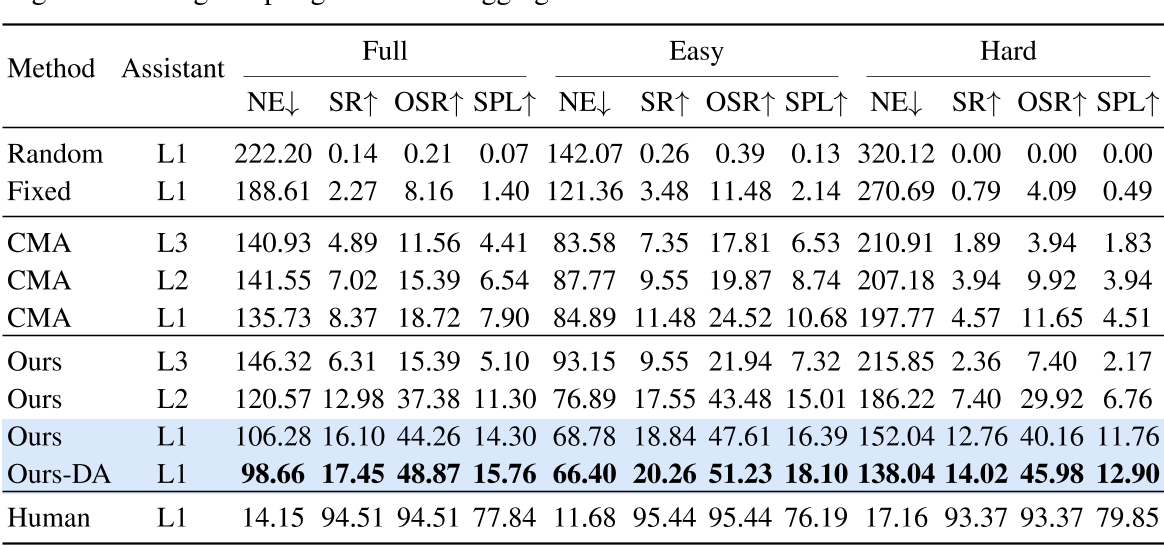 Full Easy Hard
Method Assistant
NE↓ SR↑ OSR↑ SPL↑ NE↓ SR↑ OSR↑ SPL↑ NE↓ SR↑ OSR↑ SPL↑
Random L1 222.20 0.14 0.21 0.07 142.07 0.26 0.39 0.13 320.12 0.00 0.00 0.00
Fixed L1 188.61 2.27 8.16 1.40 121.36 3.48 11.48 2.14 270.69 0.79 4.09 0.49
CMA L3 140.93 4.89 11.56 4.41 83.58 7.35 17.81 6.53 210.91 1.89 3.94 1.83
CMA L2 141.55 7.02 15.39 6.54 87.77 9.55 19.87 8.74 207.18 3.94 9.92 3.94
CMA L1 135.73 8.37 18.72 7.90 84.89 11.48 24.52 10.68 197.77 4.57 11.65 4.51
Ours L3 146.32 6.31 15.39 5.10 93.15 9.55 21.94 7.32 215.85 2.36 7.40 2.17
Ours L2 120.57 12.98 37.38 11.30 76.89 17.55 43.48 15.01 186.22 7.40 29.92 6.76
Ours L1 106.28 16.10 44.26 14.30 68.78 18.84 47.61 16.39 152.04 12.76 40.16 11.76
Ours-DA L1 98.66 17.45 48.87 15.76 66.40 20.26 51.23 18.10 138.04 14.02 45.98 12.90
Human L1 14.15 94.51 94.51 77.84 11.68 95.44 95.44 76.19 17.16 93.37 93.37 79.85